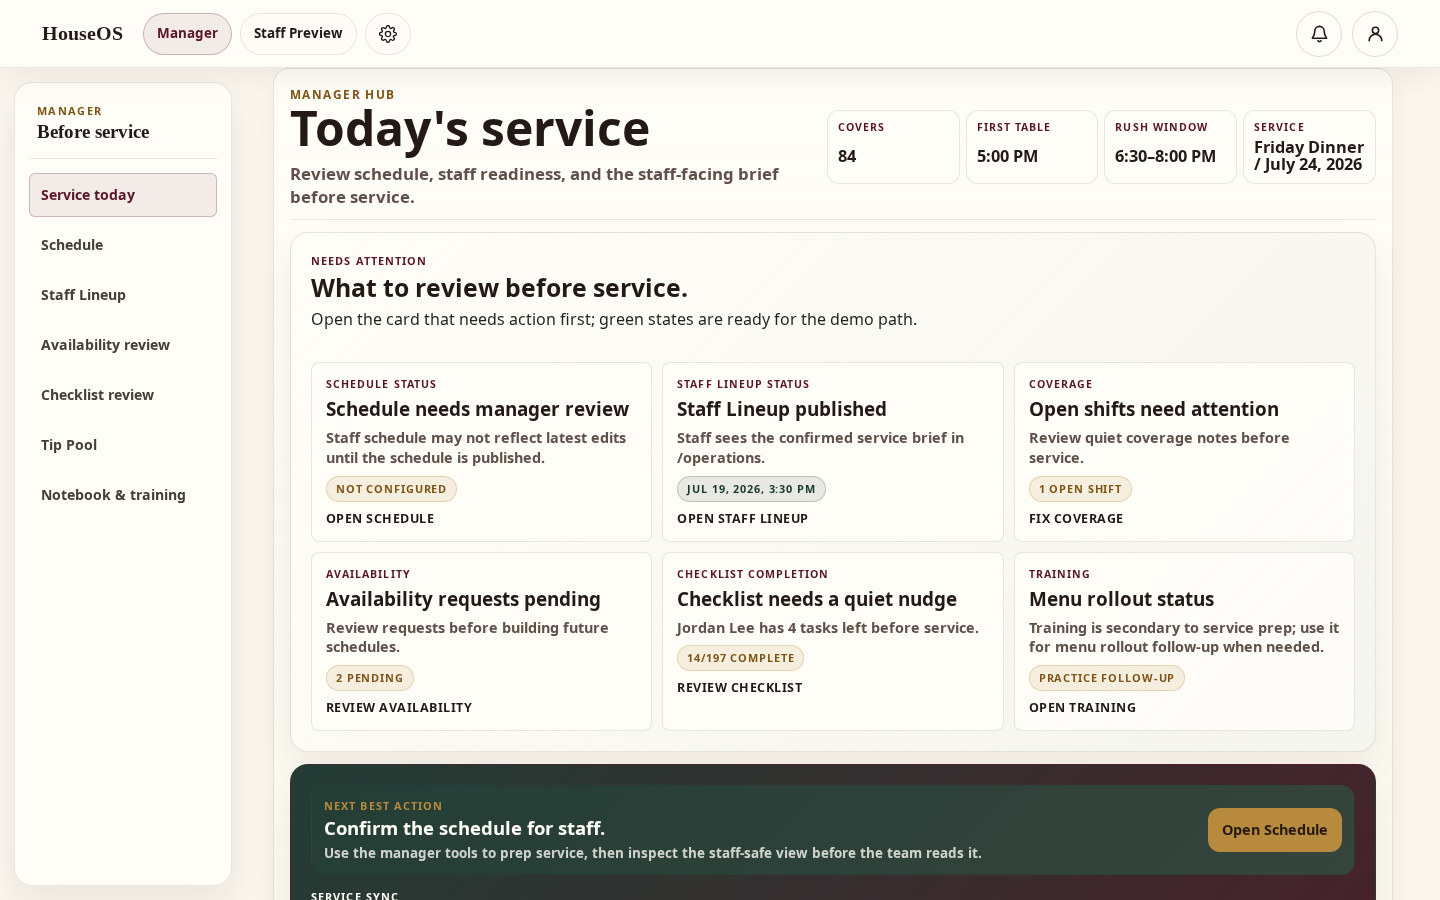 HouseOS
Manager
Staff Preview
MANAGER
Before service
Service today
Schedule
Staff Lineup
Availability review
Checklist review
Tip Pool
Notebook & training
MANAGER HUB
Today's service
Review schedule, staff readiness, and the staff-facing brief
before service.
COVERS
84
FIRST TABLE
5:00 PM
RUSH WINDOW
6:30–8:00 PM
SERVICE
Friday Dinner
/ July 24, 2026
NEEDS ATTENTION
What to review before service.
Open the card that needs action first; green states are ready for the demo path.
SCHEDULE STATUS
Schedule needs manager review
Staff schedule may not reflect latest edits
until the schedule is published.
NOT CONFIGURED
OPEN SCHEDULE
STAFF LINEUP STATUS
Staff Lineup published
Staff sees the confirmed service brief in
/operations.
JUL 19, 2026, 3:30 PM
OPEN STAFF LINEUP
COVERAGE
Open shifts need attention
Review quiet coverage notes before
service.
1 OPEN SHIFT
FIX COVERAGE
AVAILABILITY
Availability requests pending
Review requests before building future
schedules.
2 PENDING
REVIEW AVAILABILITY
CHECKLIST COMPLETION
Checklist needs a quiet nudge
Jordan Lee has 4 tasks left before service.
14/197 COMPLETE
REVIEW CHECKLIST
TRAINING
Menu rollout status
Training is secondary to service prep; use it
for menu rollout follow-up when needed.
PRACTICE FOLLOW-UP
OPEN TRAINING
NEXT BEST ACTION
Confirm the schedule for staff.
Use the manager tools to prep service, then inspect the staff-safe view before the team reads it.
Open Schedule
SERVICE SYNC